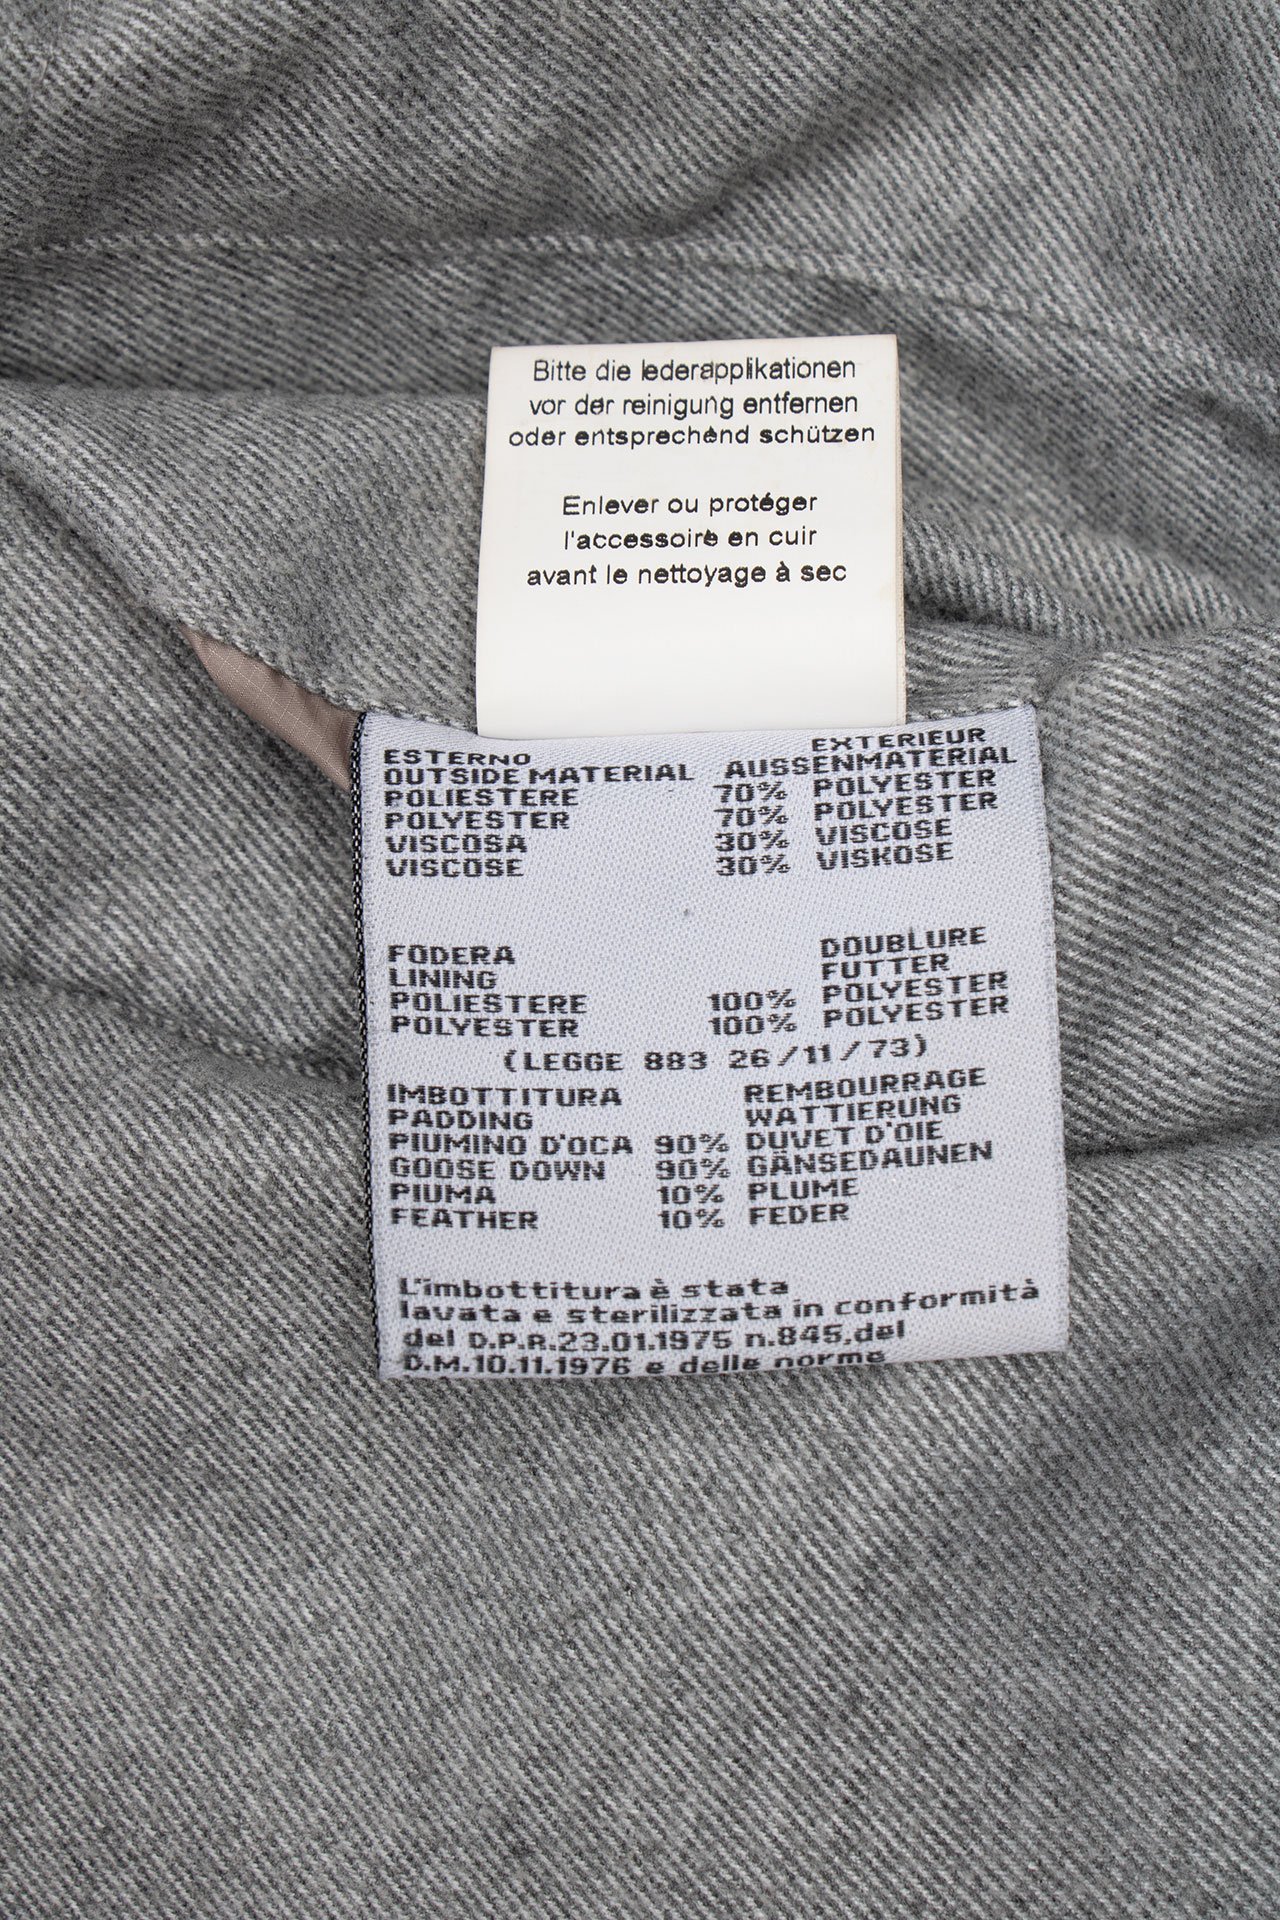 Bitte die lederapplikationen
vor der reinigung entfernen
oder entsprechend schützen
Enlever ou protéger
l'accessoire en cuir
avant le nettoyage à sec
ESTERNO EXTERIEUR
OUTSIDE MATERIAL AUSSENMATERIAL
POLIESTERE 70% POLYESTER
POLYESTER 70% POLYESTER
VISCOSA 30% VISCOSE
VISCOSE 30% VISKOSE
FODERA DOUBLURE
LINING FUTTER
POLIESTERE 100% POLYESTER
POLYESTER 100% POLYESTER
(LEGGE 883 26/11/73)
IMBOTTITURA REMBOURRAGE
PADDING WATTIERUNG
PIUMINO D'OCA 90% DUVET D'OIE
GOOSE DOWN 90% GÄNSEDAUNEN
PIUMA 10% PLUME
FEATHER 10% FEDER
L'imbottitura è stata
lavata e sterilizzata in conformità
del D.P.R.23.01.1975 n.845,del
D.M.10.11.1976 e delle norme